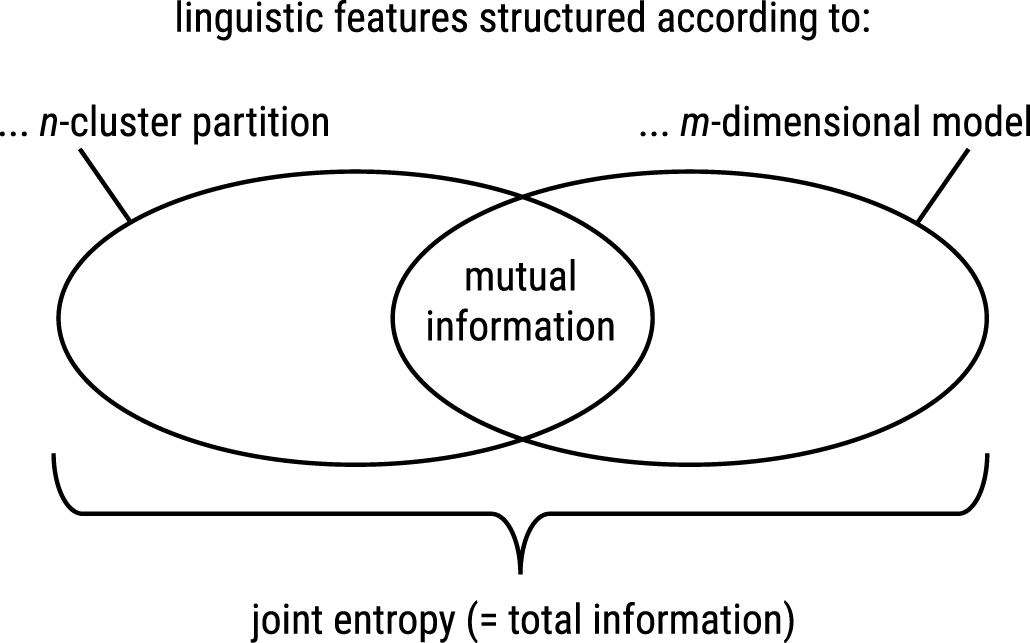 linguistic features structured according to:
... n-cluster partition
... m-dimensional model
mutual
information
joint entropy (= total information)